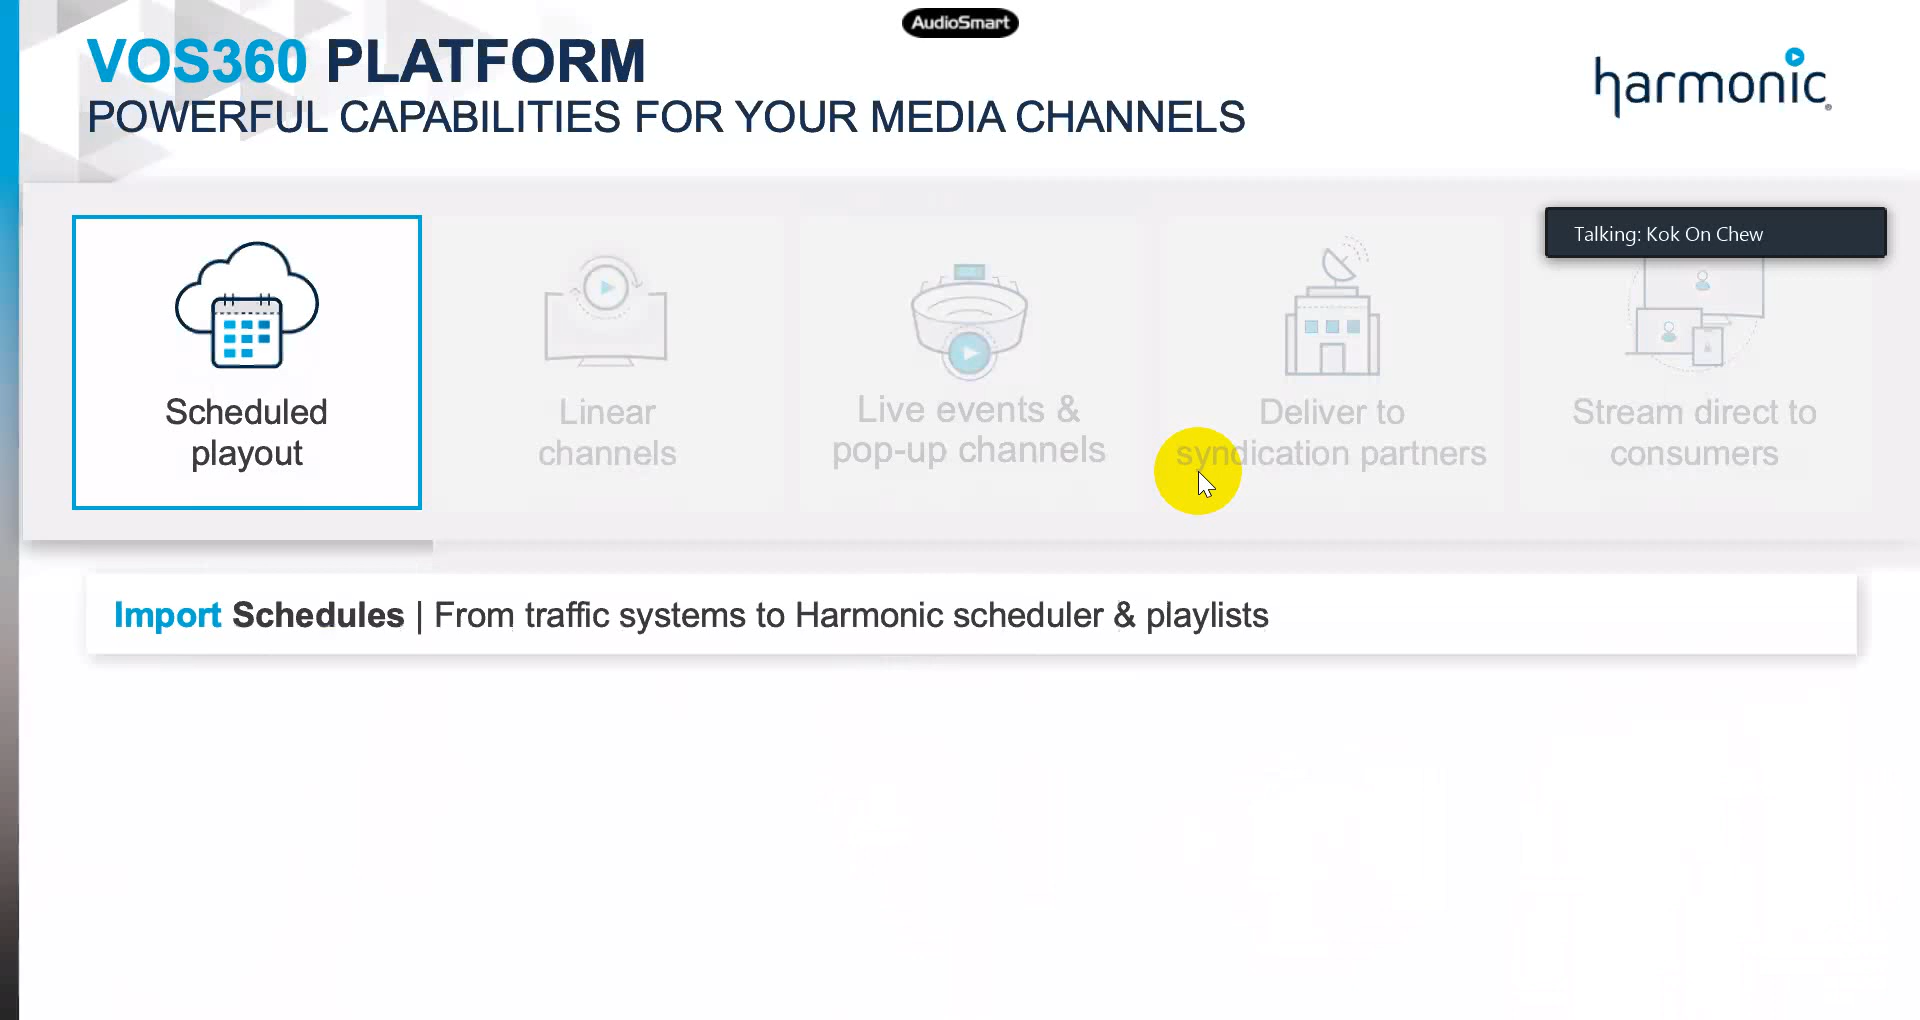 AudioSmart
VOS360 PLATFORM
POWERFUL CAPABILITIES FOR YOUR MEDIA CHANNELS
harmonic
Talking: Kok On Chew
Scheduled
playout
Linear
channels
Live events &
pop-up channels
Deliver to
syndication partners
Stream direct to
consumers
Import Schedules | From traffic systems to Harmonic scheduler & playlists